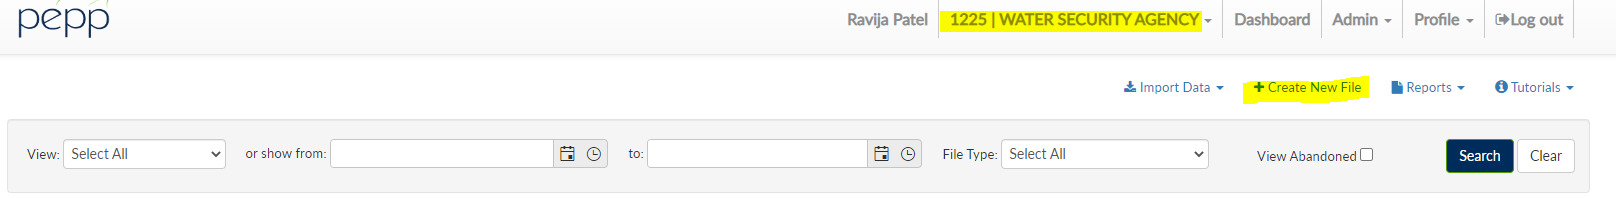 pepp
Ravija Patel 1225 | WATER SECURITY AGENCY Dashboard Admin Profile Log out
Import Data Create New File Reports Tutorials
View: Select All or show from: to: File Type: Select All View Abandoned Search Clear